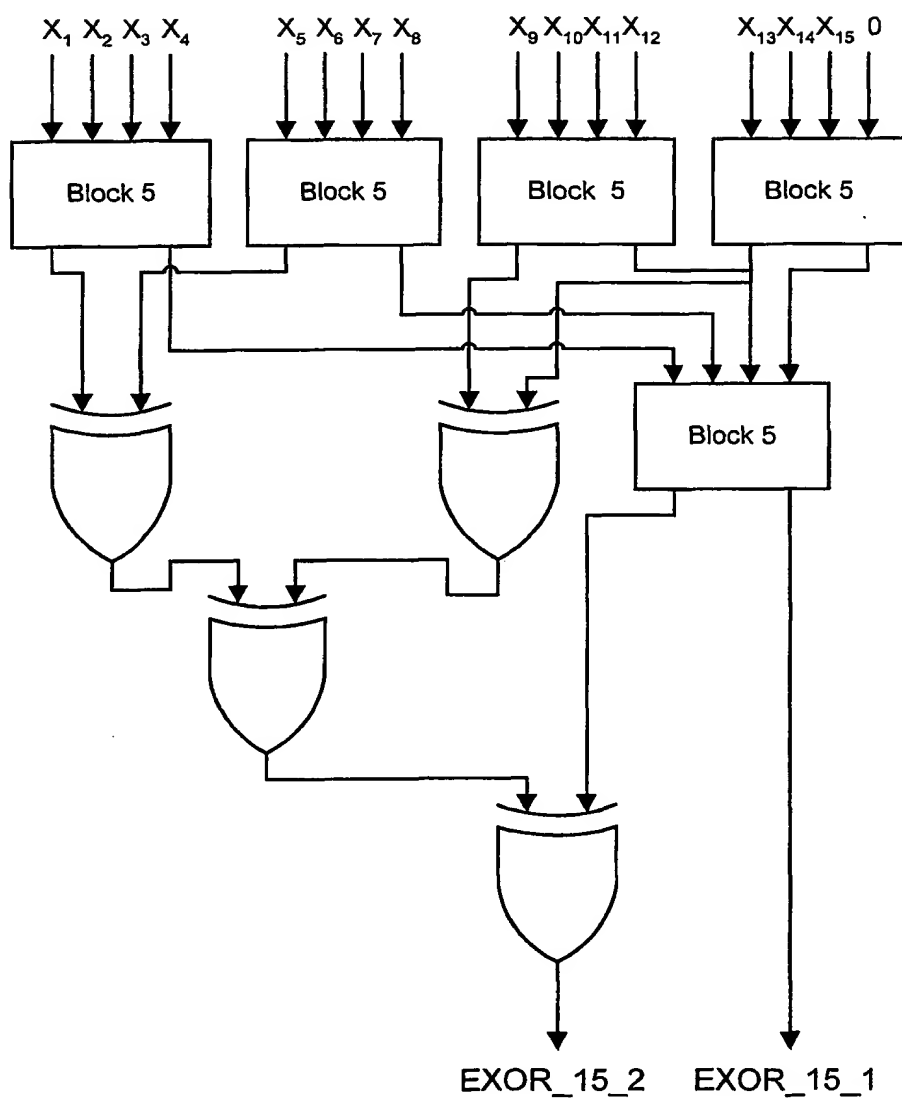 X₁ X₂ X₃ X₄ X₅ X₆ X₇ X₈ X₉ X₁₀ X₁₁ X₁₂ X₁₃ X₁₄ X₁₅ 0
Block 5 Block 5 Block 5 Block 5
Block 5
EXOR_15_2 EXOR_15_1